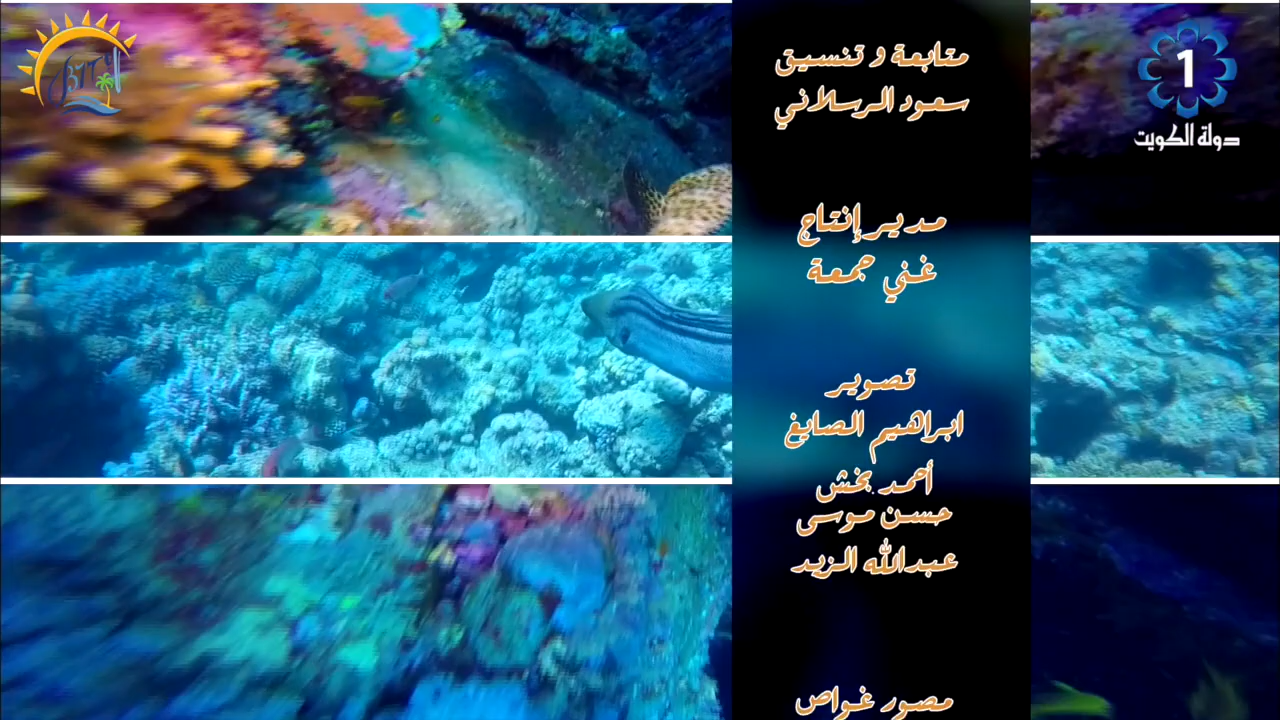 متابعة و تنسيق
سعود الرسلاني
مدير إنتاج
غني جمعة
تصوير
ابراهيم الصايغ
أحمد بخش
حسن موسى
عبدالله الزيد
مصور غواص
1
دولة الكويت